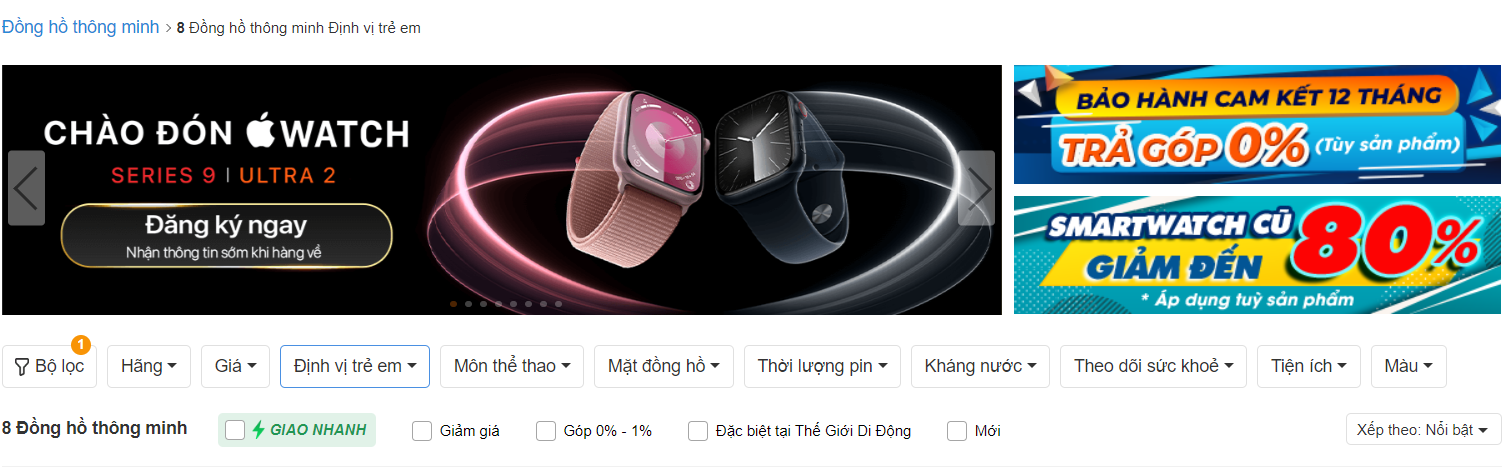 Đồng hồ thông minh › 8 Đồng hồ thông minh Định vị trẻ em
CHÀO ĐÓN WATCH
SERIES 9 | ULTRA 2
Đăng ký ngay
Nhận thông tin sớm khi hàng về
BẢO HÀNH CAM KẾT 12 THÁNG
TRẢ GÓP 0% (Tùy sản phẩm)
SMARTWATCH CŨ
GIẢM ĐẾN 80%
* Áp dụng tuỳ sản phẩm
1
Bộ lọc Hãng Giá Định vị trẻ em Môn thể thao Mặt đồng hồ Thời lượng pin Kháng nước Theo dõi sức khoẻ Tiện ích Màu
8 Đồng hồ thông minh GIAO NHANH Giảm giá Góp 0% - 1% Đặc biệt tại Thế Giới Di Động Mới Xếp theo: Nổi bật